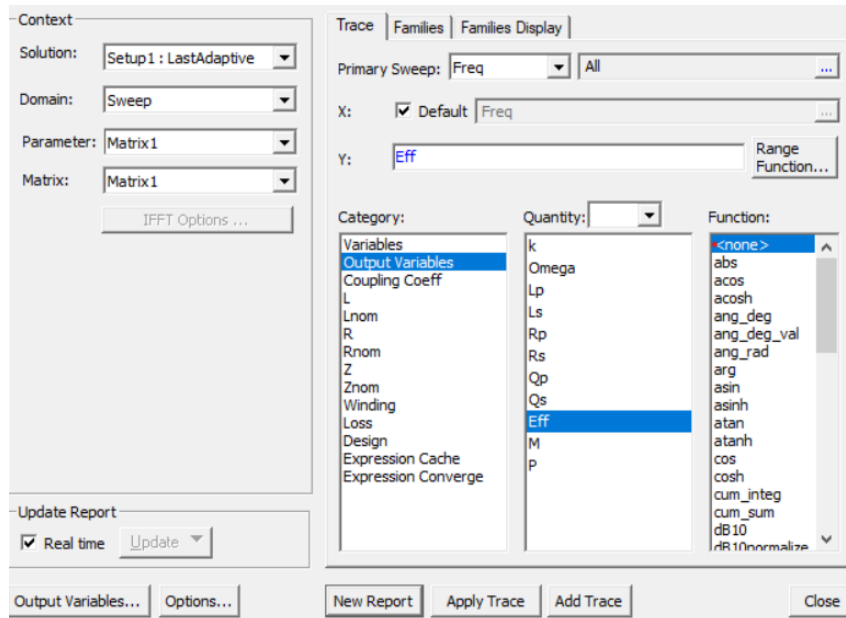 Context
Solution: Setup1 : LastAdaptive
Domain: Sweep
Parameter: Matrix1
Matrix: Matrix1
IFFT Options ...
Update Report
Real time Update
Output Variables... Options...
Trace Families Families Display
Primary Sweep: Freq All ...
X: Default Freq ...
Y: Eff Range Function...
Category:
Variables
Output Variables
Coupling Coeff
L
Lnom
R
Rnom
Z
Znom
Winding
Loss
Design
Expression Cache
Expression Converge
Quantity:
k
Omega
Lp
Ls
Rp
Rs
Qp
Qs
Eff
M
P
Function:
<none>
abs
acos
acosh
ang_deg
ang_deg_val
ang_rad
arg
asin
asinh
atan
atanh
cos
cosh
cum_integ
cum_sum
dB10
dB10normalize
New Report Apply Trace Add Trace Close